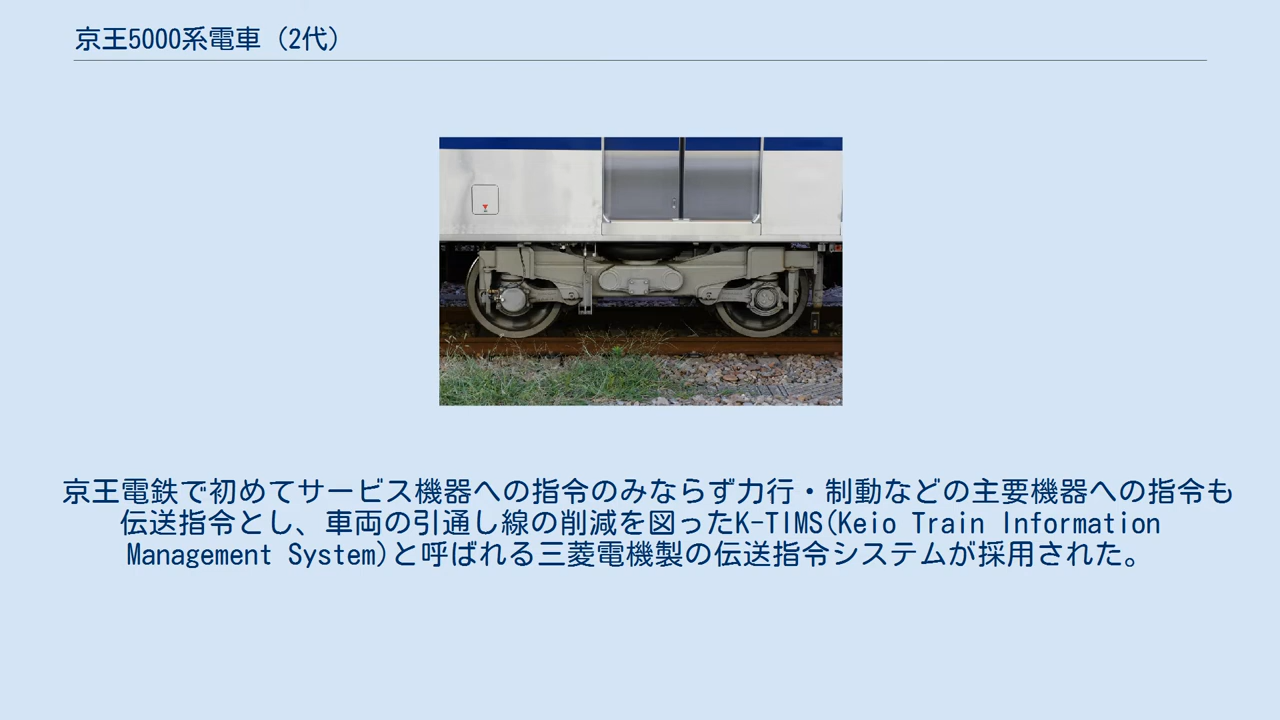 京王5000系電車（2代）
京王電鉄で初めてサービス機器への指令のみならず力行・制動などの主要機器への指令も
伝送指令とし、車両の引通し線の削減を図ったK-TIMS(Keio Train Information
Management System)と呼ばれる三菱電機製の伝送指令システムが採用された。